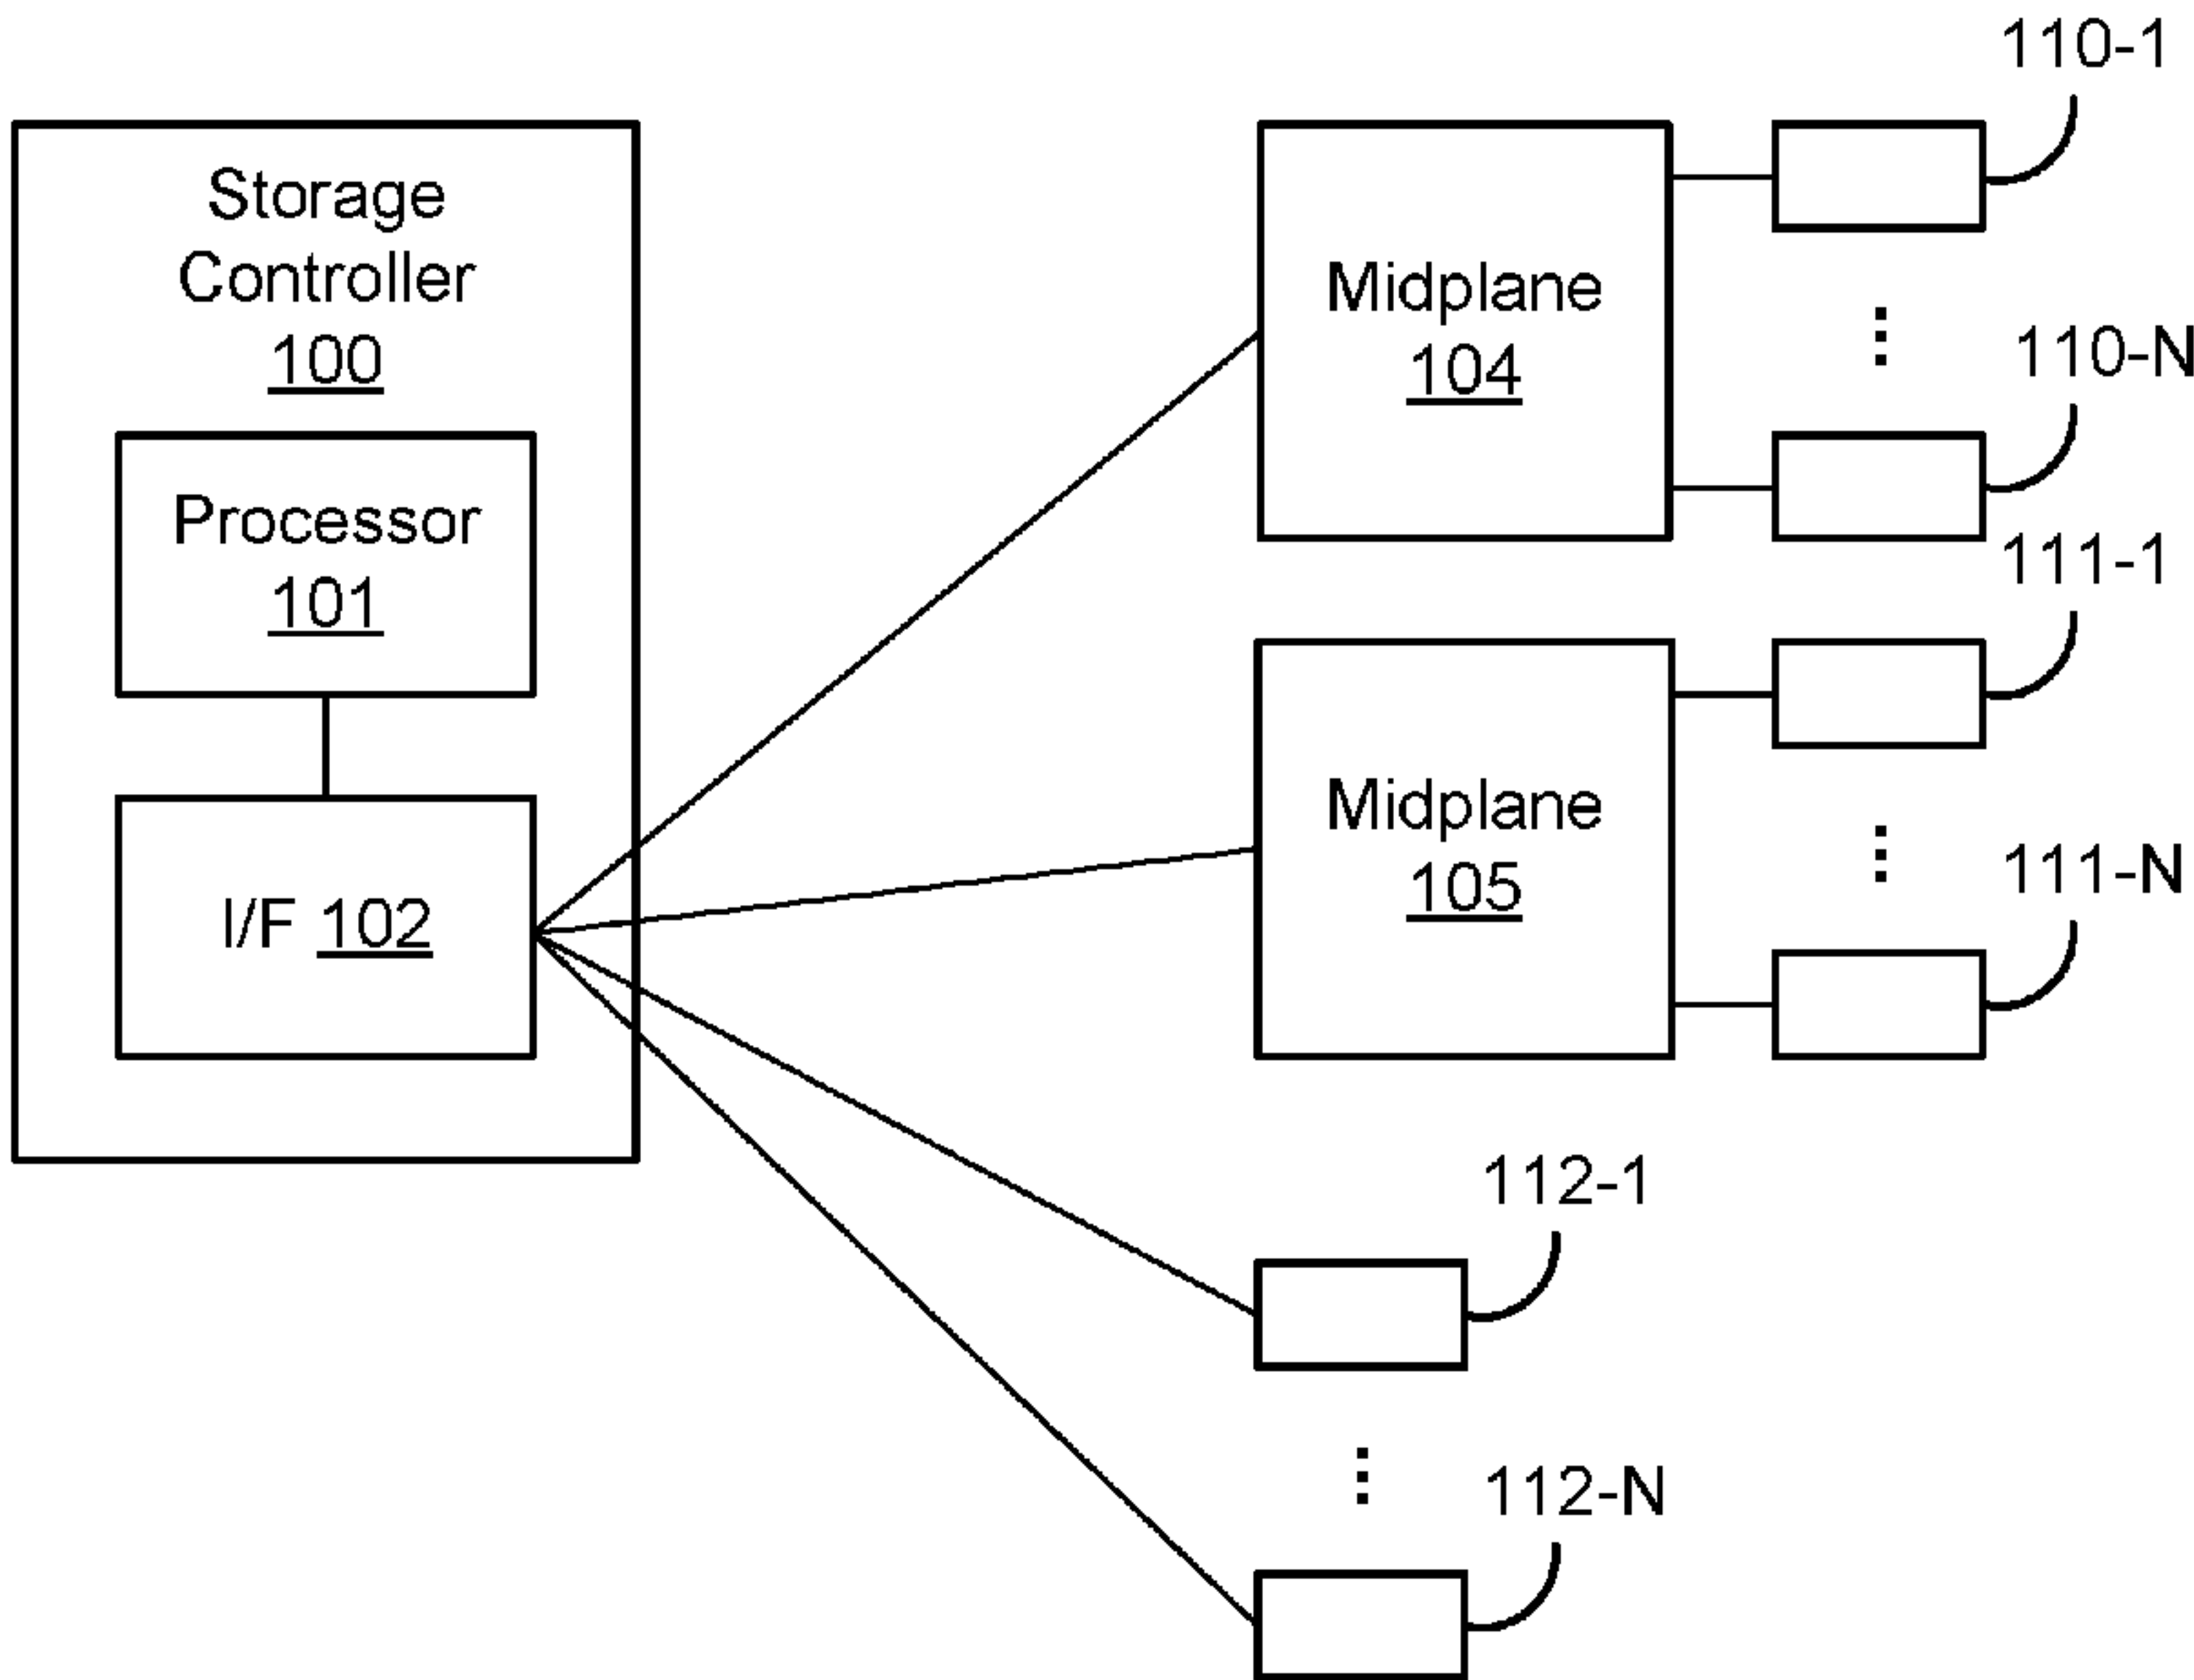 Storage
Controller
100
Processor
101
I/F 102
Midplane
104
110-1
110-N
Midplane
105
111-1
111-N
112-1
112-N